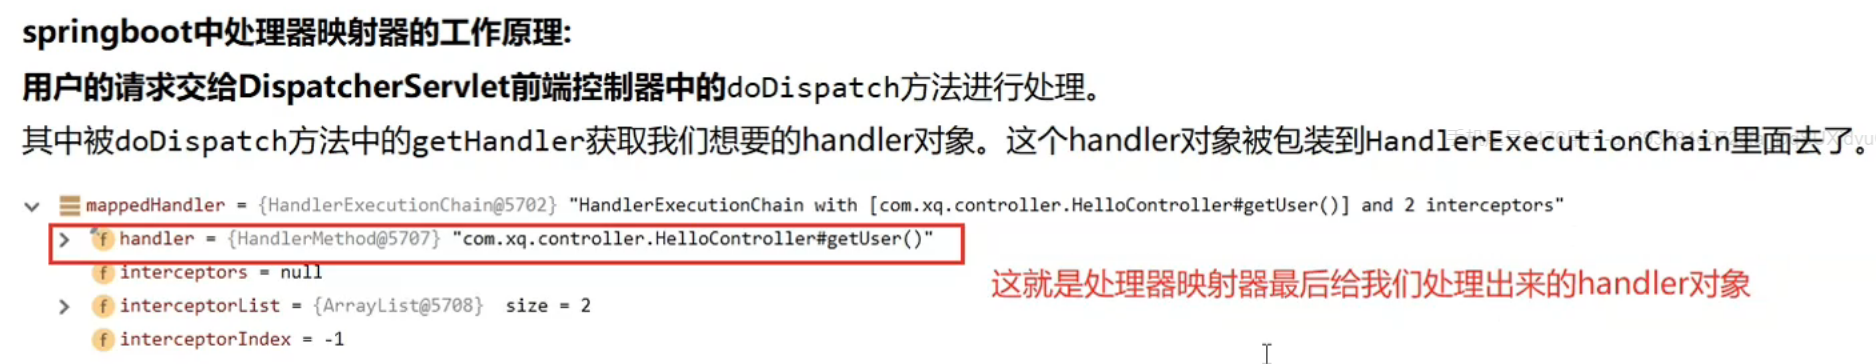 springboot中处理器映射器的工作原理:
用户的请求交给DispatcherServlet前端控制器中的doDispatch方法进行处理。
其中被doDispatch方法中的getHandler获取我们想要的handler对象。这个handler对象被包装到HandlerExecutionChain里面去了。
mappedHandler = {HandlerExecutionChain@5702} "HandlerExecutionChain with [com.xq.controller.HelloController#getUser()] and 2 interceptors"
f handler = {HandlerMethod@5707} "com.xq.controller.HelloController#getUser()"
f interceptors = null
这就是处理器映射器最后给我们处理出来的handler对象
f interceptorList = {ArrayList@5708} size = 2
f interceptorIndex = -1